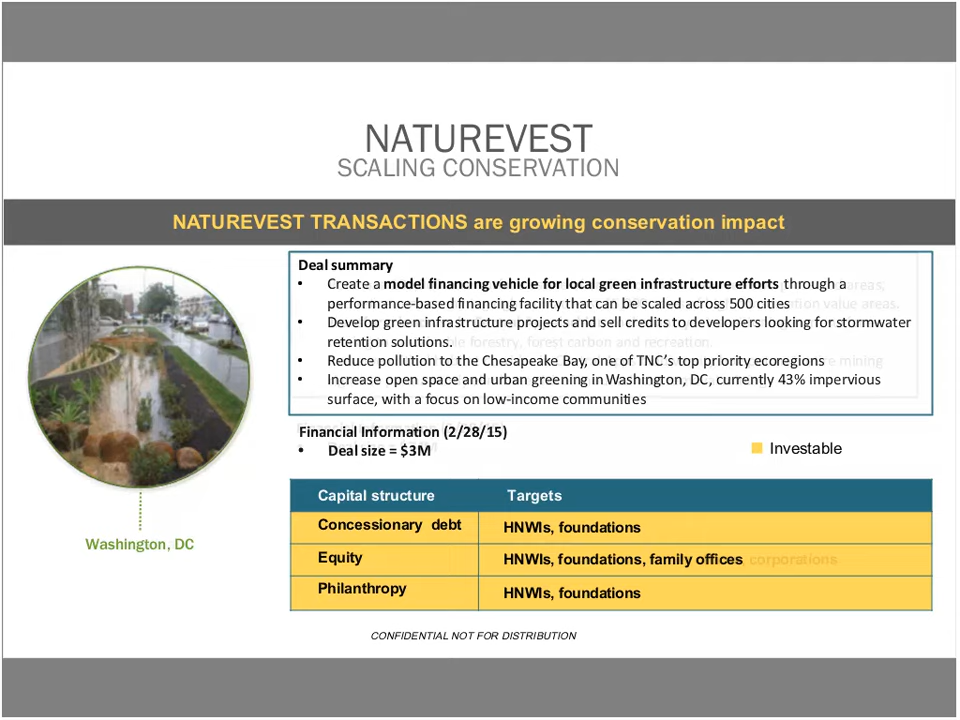 NATUREVEST
SCALING CONSERVATION
NATUREVEST TRANSACTIONS are growing conservation impact
Deal summary
• Create a model financing vehicle for local green infrastructure efforts through a
performance-based financing facility that can be scaled across 500 cities
• Develop green infrastructure projects and sell credits to developers looking for stormwater
retention solutions.
• Reduce pollution to the Chesapeake Bay, one of TNC's top priority ecoregions
• Increase open space and urban greening in Washington, DC, currently 43% impervious
surface, with a focus on low-income communities
Financial Information (2/28/15)
• Deal size = $3M
Investable
Capital structure Targets
Concessionary debt HNWIs, foundations
Equity HNWIs, foundations, family offices, corporations
Philanthropy HNWIs, foundations
Washington, DC
CONFIDENTIAL NOT FOR DISTRIBUTION